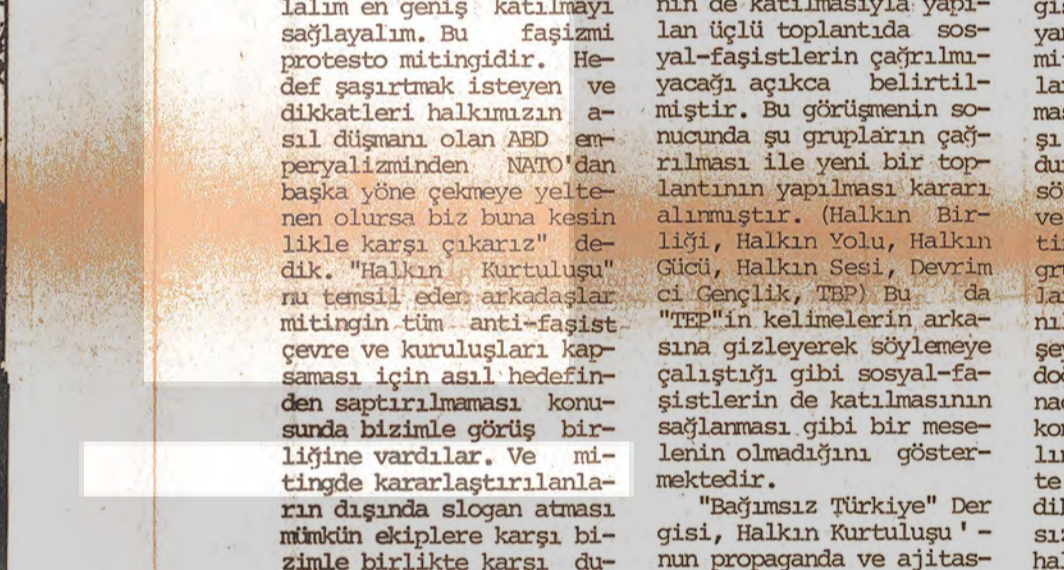 lalım en geniş katılmayı
sağlayalım. Bu faşizmi
protesto mitingidir. He-
def şaşırtmak isteyen ve
dikkatleri halkımızın a-
sıl düşmanı olan ABD em-
peryalizminden NATO'dan
başka yöne çekmeye yelte-
nen olursa biz buna kesin
likle karşı çıkarız" de-
dik. "Halkın Kurtuluşu"
nu temsil eden arkadaşlar
mitingin tüm anti-faşist
çevre ve kuruluşları kap-
saması için asıl hedefin-
den saptırılmaması konu-
sunda bizimle görüş bir-
liğine vardılar. Ve mi-
tingde kararlaştırılanla-
rın dışında slogan atması
mümkün ekiplere karşı bi-
zimle birlikte karşı du-
nin de katılmasıyla yapı-
lan üçlü toplantıda sos-
yal-faşistlerin çağrılmı-
yacağı açıkca belirtil-
miştir. Bu görüşmenin so-
nucunda şu grupların çağ-
rılması ile yeni bir top-
lantının yapılması kararı
alınmıştır. (Halkın Bir-
liği, Halkın Yolu, Halkın
Gücü, Halkın Sesi, Devrim
ci Gençlik, TBP) Bu da
"TEP"in kelimelerin arka-
sına gizleyerek söylemeye
çalıştığı gibi sosyal-fa-
şistlerin de katılmasının
sağlanması gibi bir mese-
lenin olmadığını göster-
mektedir.
"Bağımsız Türkiye" Der
gisi, Halkın Kurtuluşu'-
nun propaganda ve ajitas-